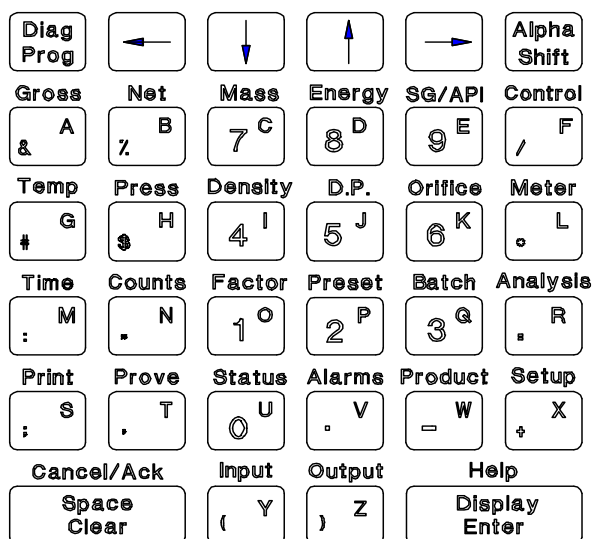 Diag Alpha
Prog Shift
Gross Net Mass Energy SG/API Control
A B C D E F
& % 7 8 9 /
Temp Press Density D.P. Orifice Meter
G H I J K L
# $ 4 5 6
Time Counts Factor Preset Batch Analysis
M N O P Q R
: 1 2 3
Print Prove Status Alarms Product Setup
S T U V W X
; , 0 . - +
Cancel/Ack Input Output Help
Space Y Z Display
Clear ( ) Enter